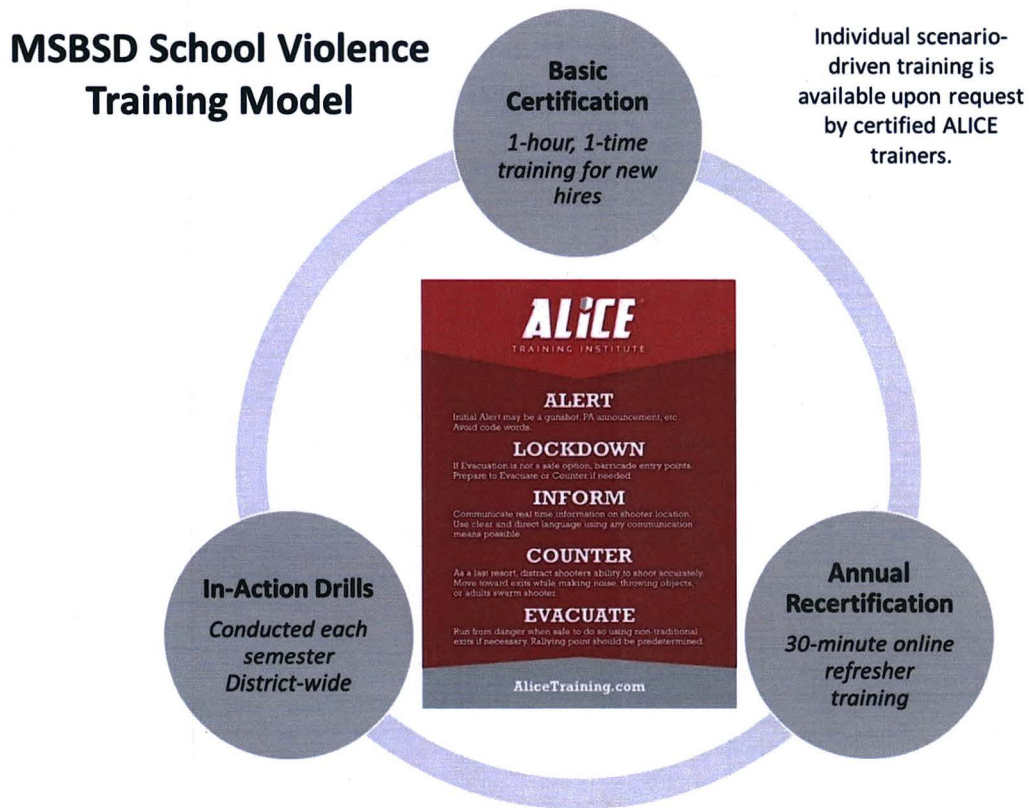 MSBSD School Violence
Training Model
Individual scenario-
driven training is
available upon request
by certified ALICE
trainers.
Basic
Certification
1-hour, 1-time
training for new
hires
ALiCE
TRAINING INSTITUTE
ALERT
Initial Alert may be a gunshot, PA announcement, etc.
Avoid code words.
LOCKDOWN
If Evacuation is not a safe option, barricade entry points.
Prepare to Evacuate or Counter if needed.
INFORM
Communicate real time information on shooter location.
Use clear and direct language using any communication
means possible.
COUNTER
As a last resort, distract shooters ability to shoot accurately.
Move toward exits while making noise, throwing objects,
or adults swarm shooter.
EVACUATE
Run from danger when safe to do so using non-traditional
exits if necessary. Rallying point should be predetermined.
AliceTraining.com
In-Action Drills
Conducted each
semester
District-wide
Annual
Recertification
30-minute online
refresher
training